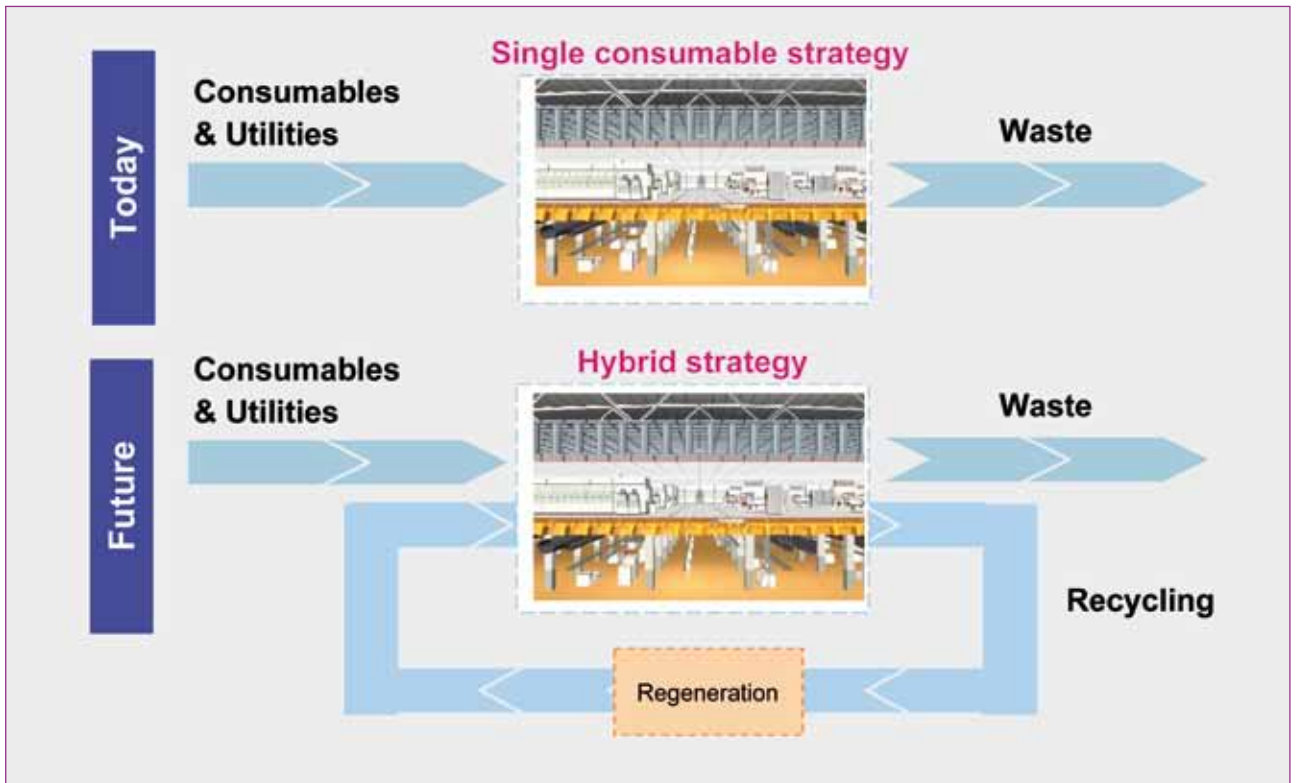 Today
Consumables
& Utilities
Single consumable strategy
Waste
Future
Consumables
& Utilities
Hybrid strategy
Waste
Recycling
Regeneration